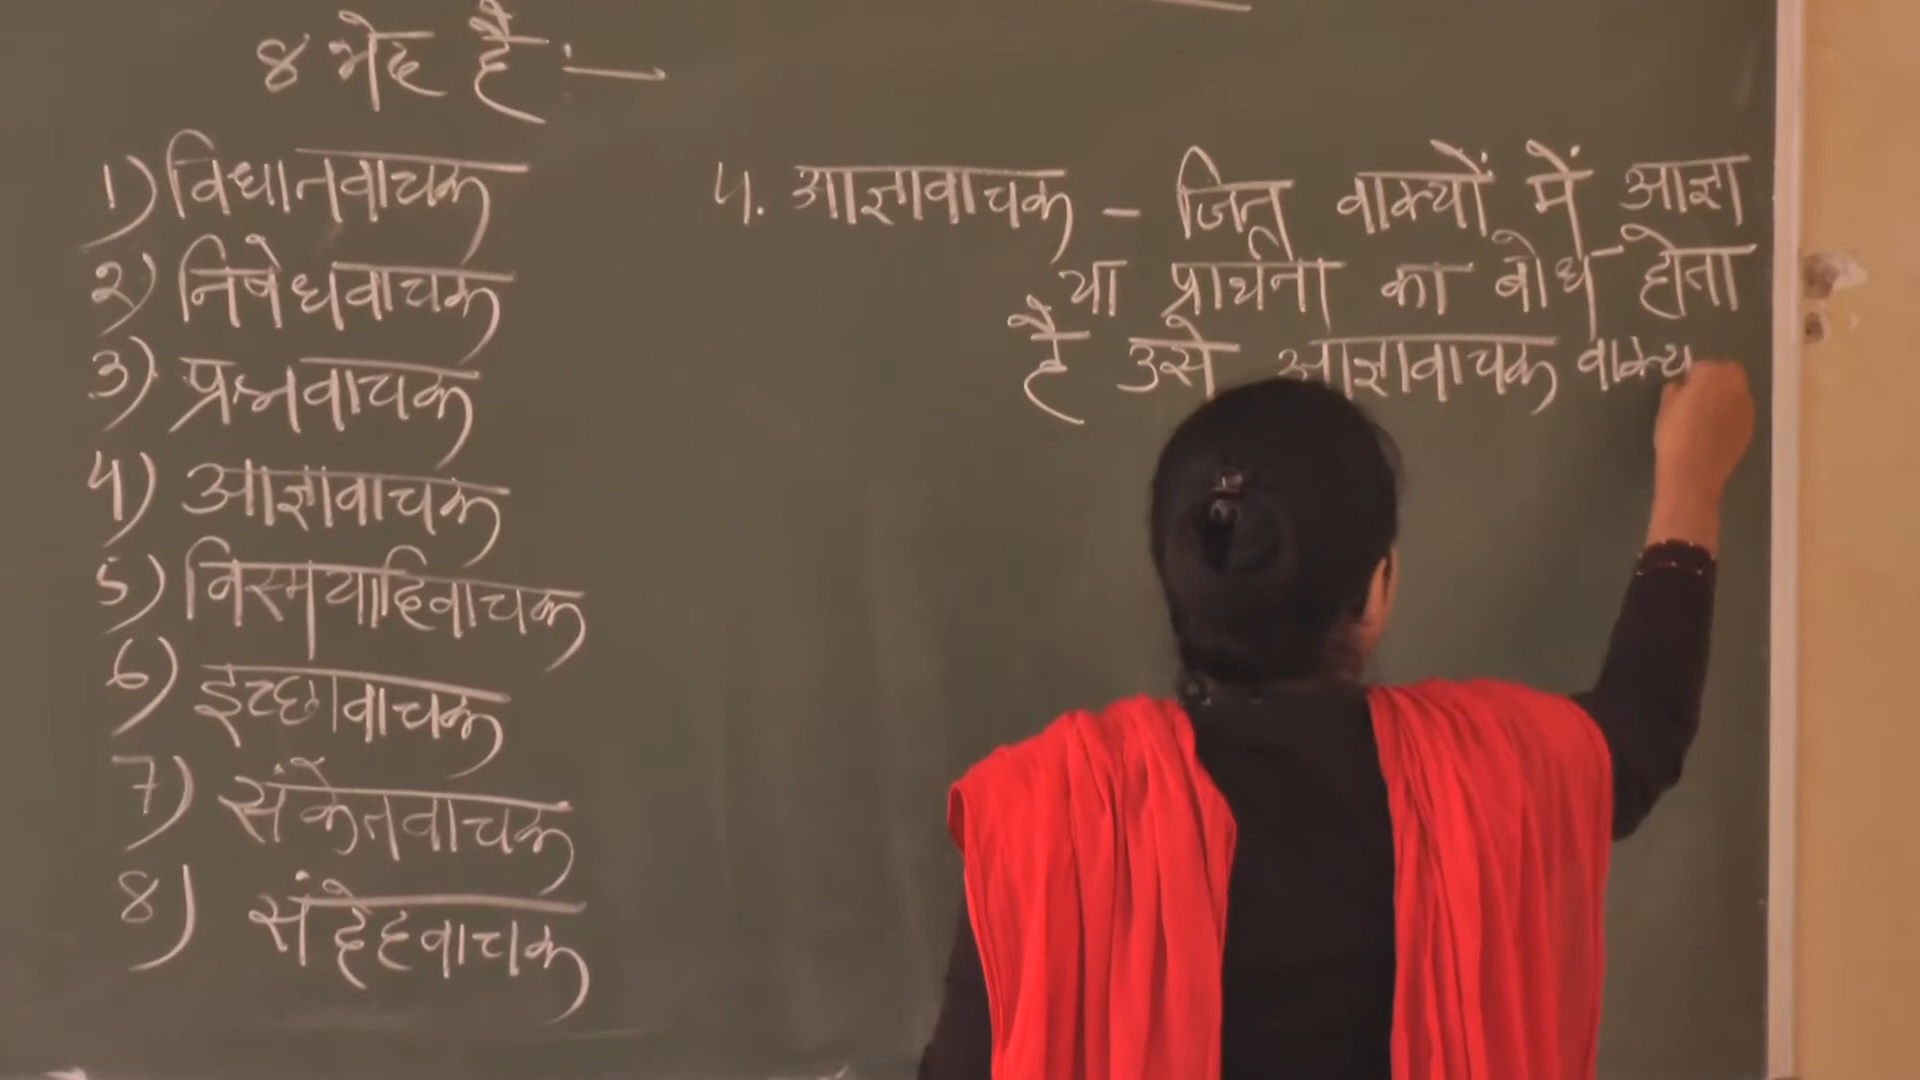 8 भेद हैं :—
1) विधानवाचक
2) निषेधवाचक
3) प्रश्नवाचक
4) आज्ञावाचक
5) विस्मयादिवाचक
6) इच्छावाचक
7) संकेतवाचक
8) संदेहवाचक
4. आज्ञावाचक – जिन वाक्यों में आज्ञा
या प्रार्थना का बोध होता
है उसे आज्ञावाचक वाक्य